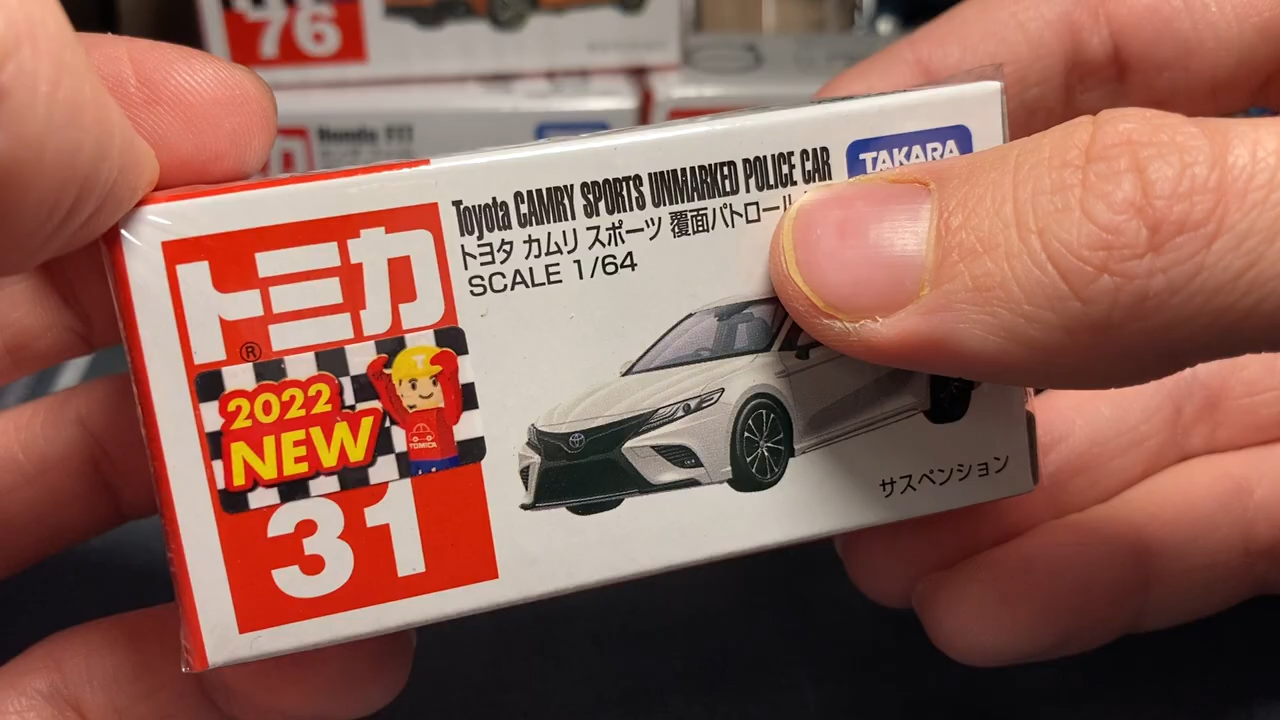 76
Honda FIT
トミカ
®
2022
NEW
TOMICA
31
Toyota CAMRY SPORTS UNMARKED POLICE CAR
トヨタ カムリ スポーツ 覆面パトロール
SCALE 1/64
TAKARA
サスペンション